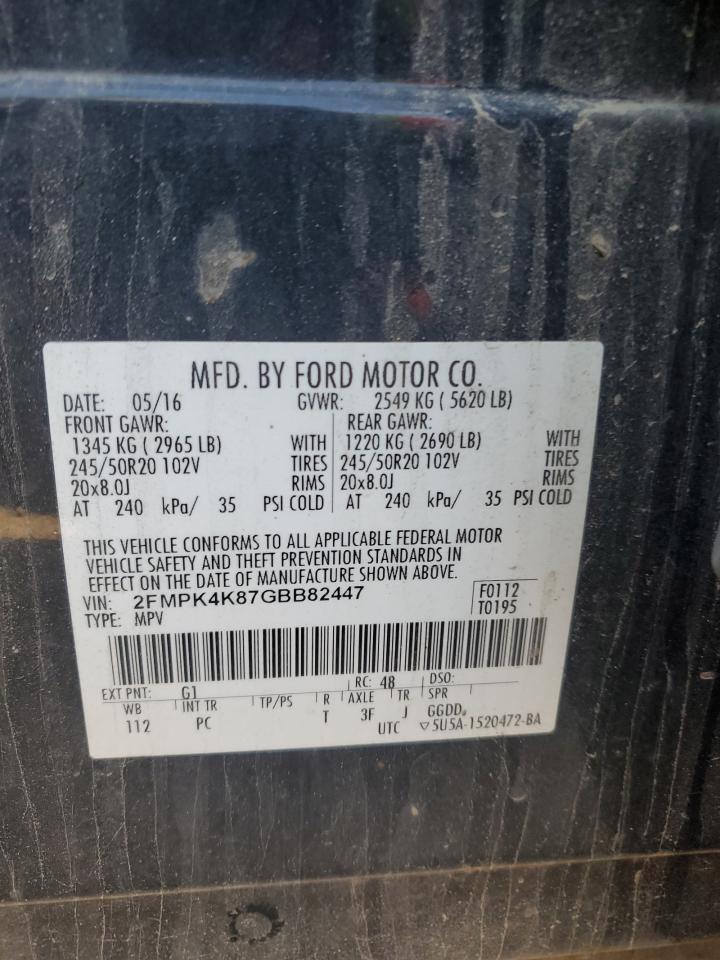 MFD. BY FORD MOTOR CO.
DATE: 05/16 GVWR: 2549 KG ( 5620 LB)
FRONT GAWR: REAR GAWR:
1345 KG ( 2965 LB) WITH 1220 KG ( 2690 LB) WITH
245/50R20 102V TIRES 245/50R20 102V TIRES
20x8.0J RIMS 20x8.0J RIMS
AT 240 kPa/ 35 PSI COLD AT 240 kPa/ 35 PSI COLD
THIS VEHICLE CONFORMS TO ALL APPLICABLE FEDERAL MOTOR
VEHICLE SAFETY AND THEFT PREVENTION STANDARDS IN
EFFECT ON THE DATE OF MANUFACTURE SHOWN ABOVE.
VIN: 2FMPK4K87GBB82447 F0112
TYPE: MPV T0195
EXT PNT: G1 RC: 48 DSO:
WB INT TR TP/PS R AXLE TR SPR
112 PC T 3F J GGDD
UTC ▽5U5A-1520472-BA